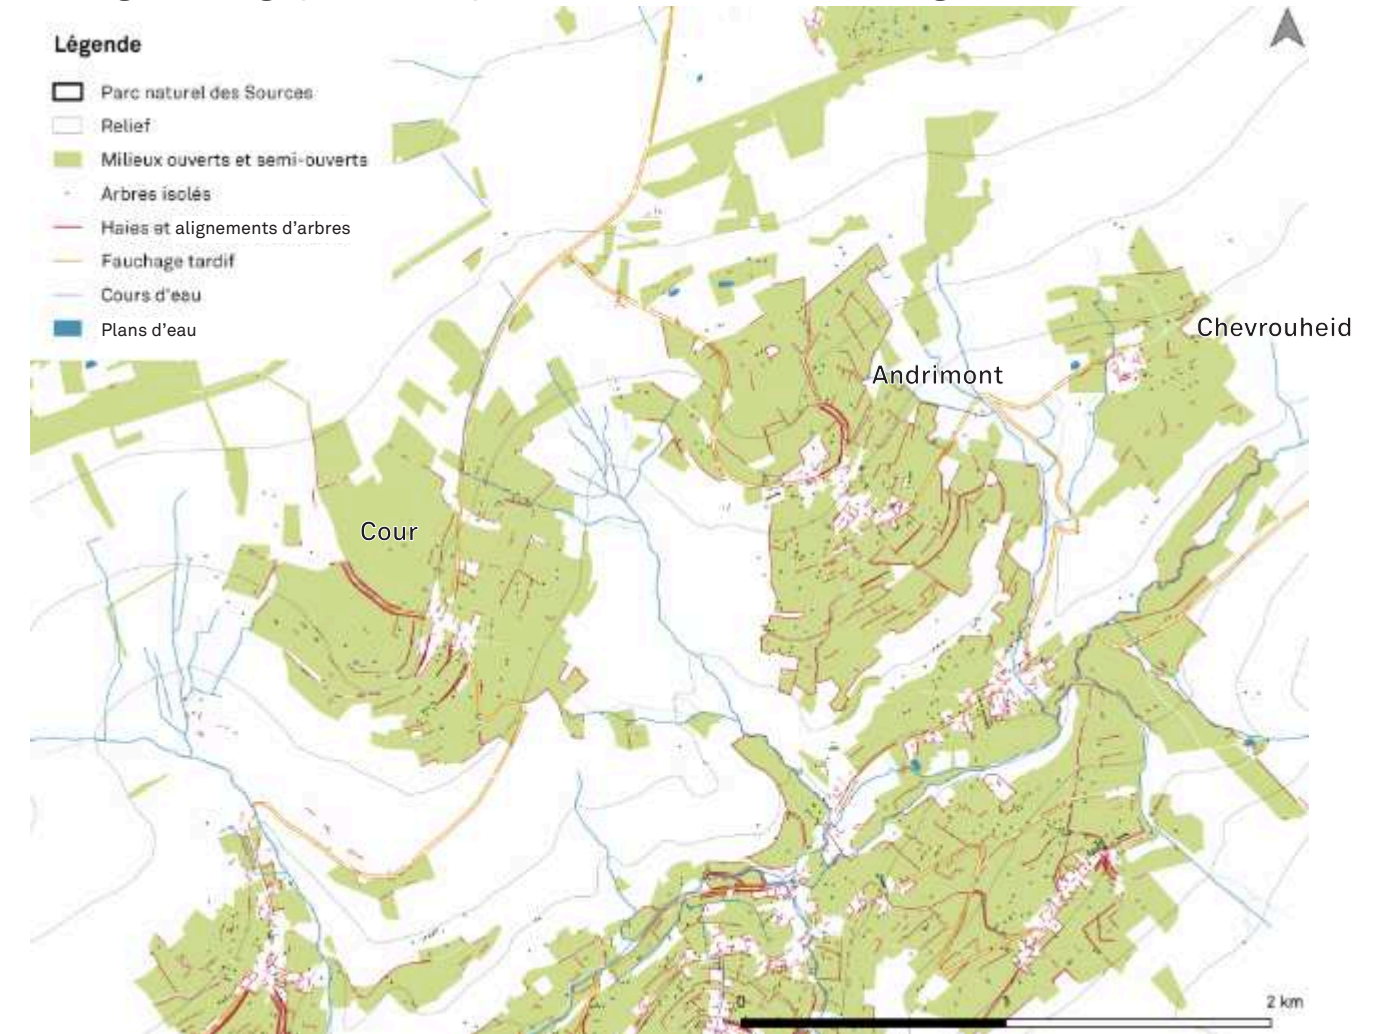 Légende
Parc naturel des Sources
Relief
Milieux ouverts et semi-ouverts
Arbres isolés
Haies et alignements d'arbres
Fauchage tardif
Cours d'eau
Plans d'eau
Chevrouheid
Andrimont
Cour
0 1 2 km